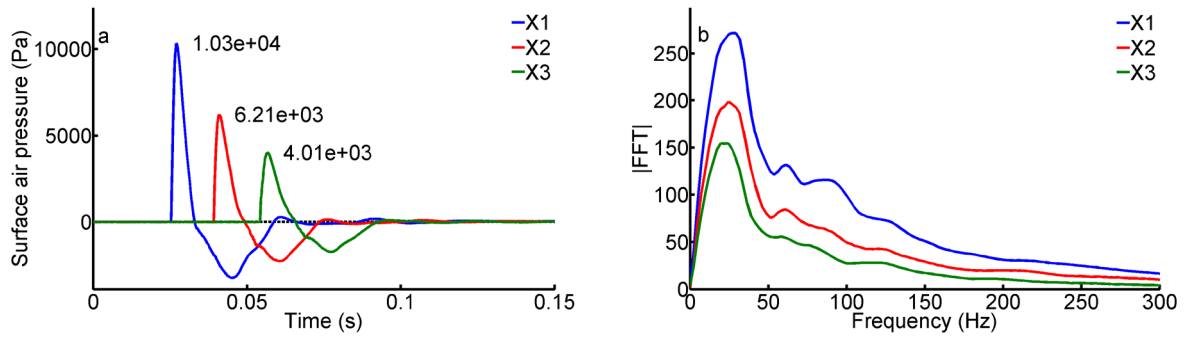 a
Surface air pressure (Pa)
10000
5000
0
1.03e+04
6.21e+03
4.01e+03
X1
X2
X3
0
0.05
0.1
0.15
Time (s)
b
|FFT|
250
200
150
100
50
0
X1
X2
X3
0
50
100
150
200
250
300
Frequency (Hz)